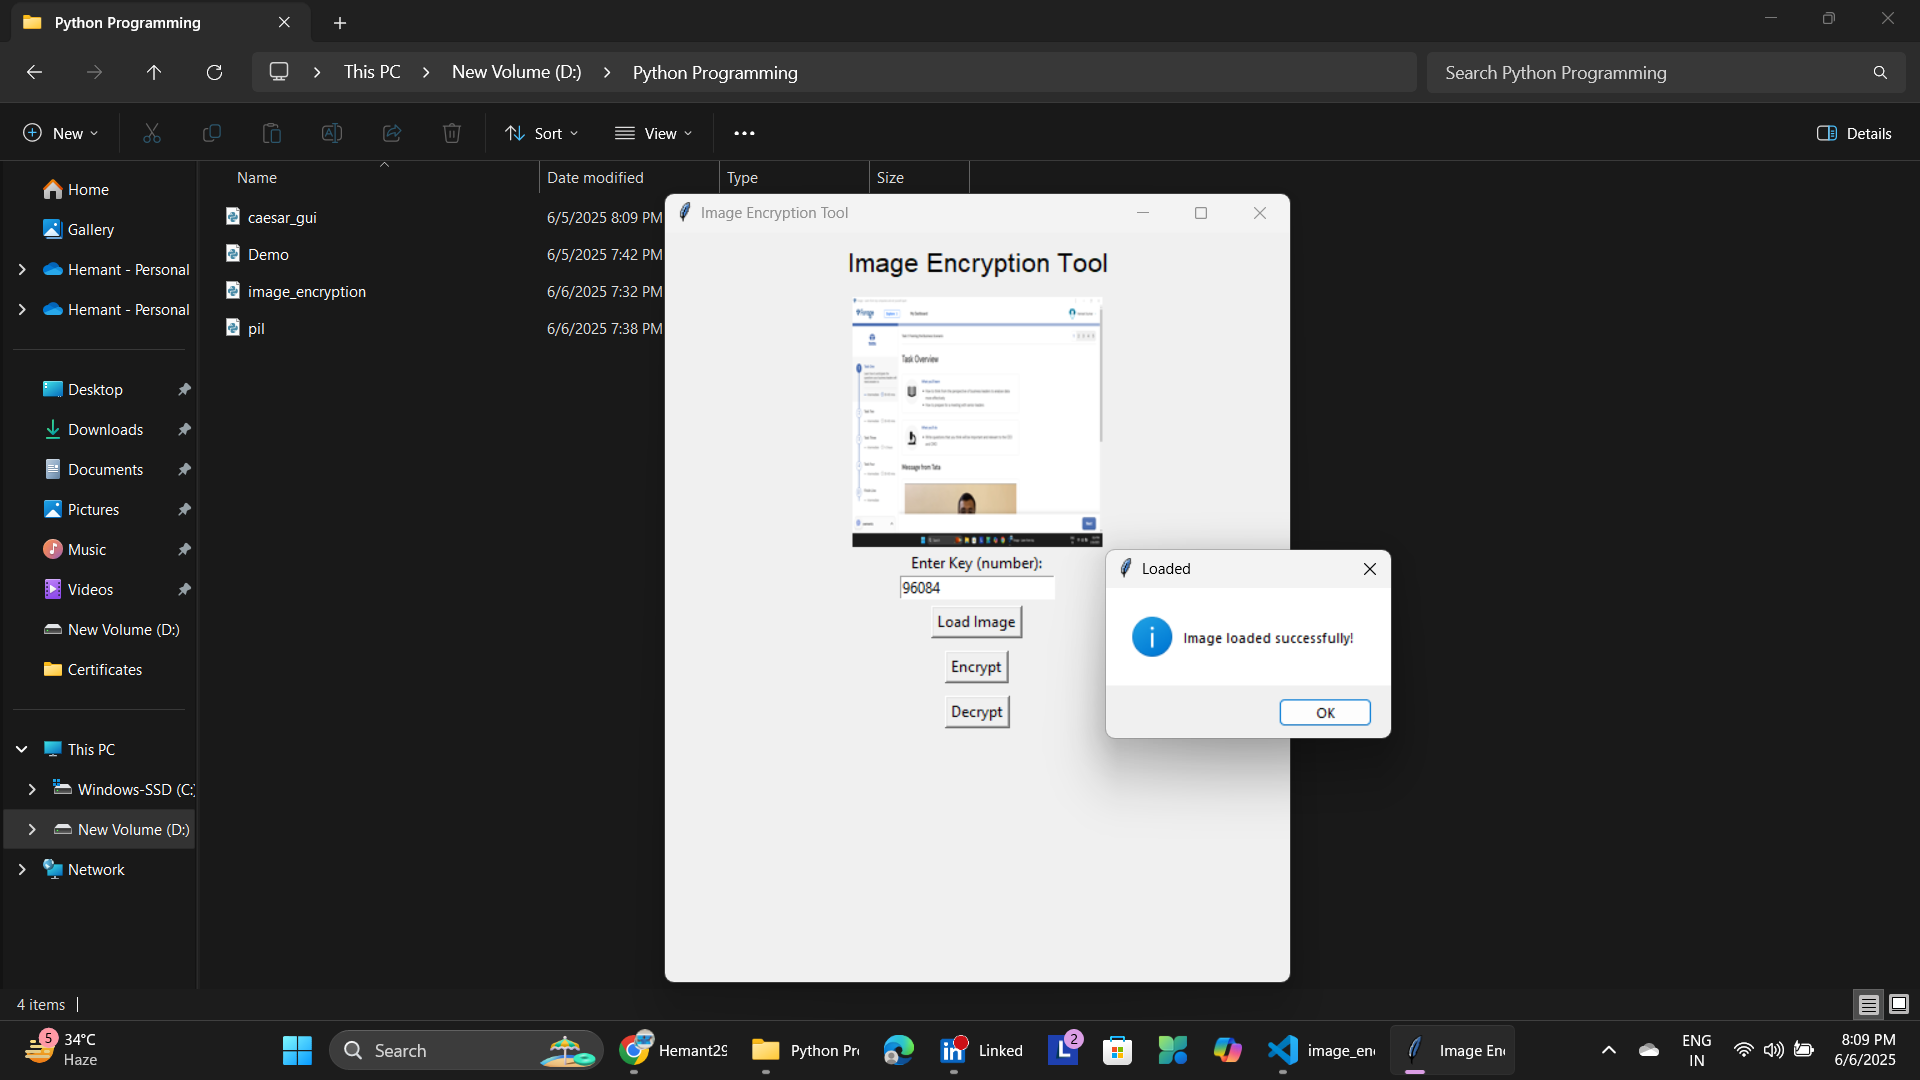 Python Programming
This PC
New Volume (D:)
Python Programming
Search Python Programming
New
Sort
View
Details
Name
Date modified
Type
Size
Home
Gallery
Hemant - Personal
Hemant - Personal
Desktop
Downloads
Documents
Pictures
Music
Videos
New Volume (D:)
Certificates
This PC
Windows-SSD (C:
New Volume (D:)
Network
caesar_gui
6/5/2025 8:09 PM
Demo
6/5/2025 7:42 PM
image_encryption
6/6/2025 7:32 PM
pil
6/6/2025 7:38 PM
Image Encryption Tool
Image Encryption Tool
Task Overview
Message from Tata
Enter Key (number):
96084
Load Image
Encrypt
Decrypt
Loaded
Image loaded successfully!
OK
4 items
5
34°C
Haze
Search
Hemant29
Python Pr
Linked
2
image_en
Image En
ENG
IN
8:09 PM
6/6/2025